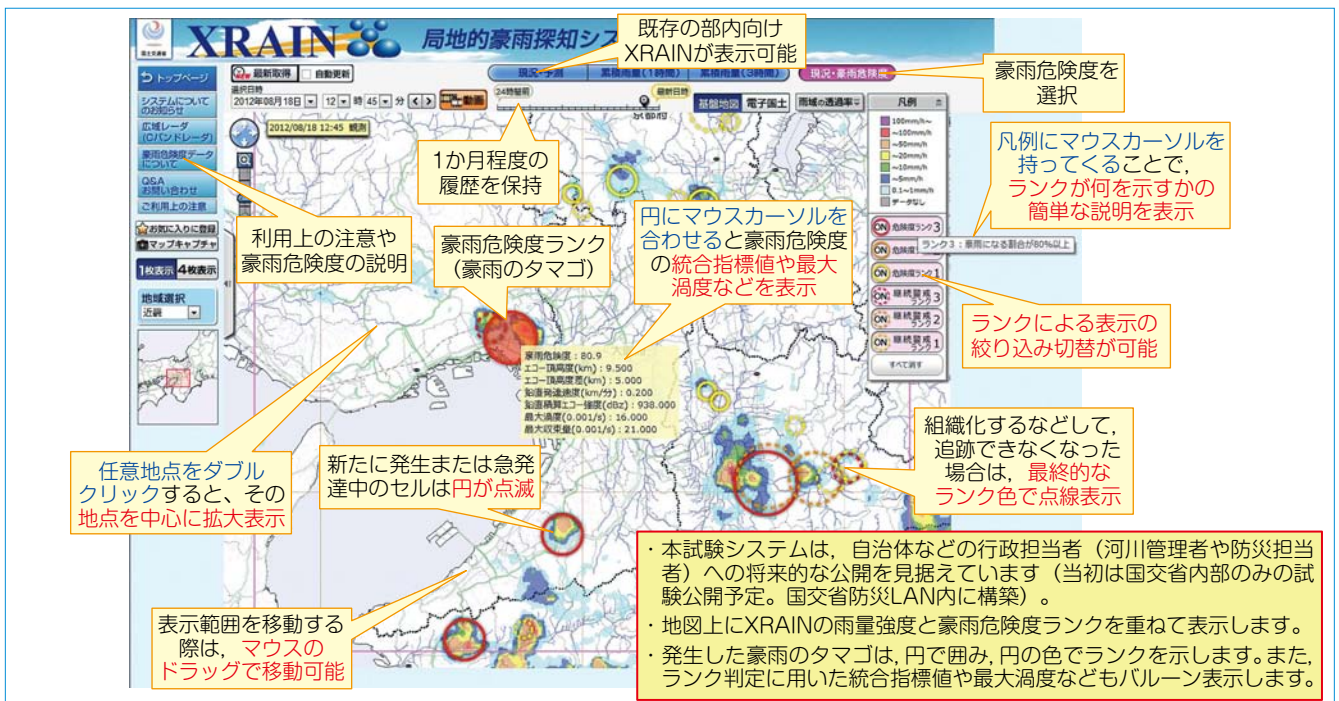 国土交通省
XRAIN 局地的豪雨探知シス
既存の部内向け
XRAINが表示可能
豪雨危険度を
選択
トップページ
システムについて
のお知らせ
広域レーダ
(Cバンドレーダ)
豪雨危険度データ
について
Q&A
お問い合わせ
ご利用上の注意
お気に入りに登録
マップキャプチャ
1枚表示 4枚表示
地域選択
近畿
最新取得 自動更新
現況・予測 累積雨量(1時間) 累積雨量(3時間) 現況・豪雨危険度
選択日時
2012年08月18日 12 時 45 分 動画
24時間前 最新日時
基盤地図 電子国土 雨域の透過率 凡例
2012/08/18 12:45 観測
京都府
100mm/h~
~100mm/h
~50mm/h
~20mm/h
~10mm/h
~5mm/h
0.1~1mm/h
データなし
ON 危険度ランク3
ランク3:豪雨になる割合が80%以上
ON 危険度ランク1
ON 継続警戒ランク3
ON 継続警戒ランク2
ON 継続警戒ランク1
すべて消す
凡例にマウスカーソルを
持ってくることで,
ランクが何を示すかの
簡単な説明を表示
1か月程度の
履歴を保持
利用上の注意や
豪雨危険度の説明
豪雨危険度ランク
(豪雨のタマゴ)
円にマウスカーソルを
合わせると豪雨危険度
の統合指標値や最大
渦度などを表示
ランクによる表示の
絞り込み切替が可能
豪雨危険度:80.9
エコー頂高度(km):9.500
エコー頂高度差(km):5.000
鉛直発達速度(km/分):0.200
鉛直積算エコー強度(dBz):938.000
最大渦度(0.001/s):16.000
最大収束量(0.001/s):21.000
組織化するなどして,
追跡できなくなった
場合は, 最終的な
ランク色で点線表示
任意地点をダブル
クリックすると、その
地点を中心に拡大表示
新たに発生または急発
達中のセルは円が点滅
表示範囲を移動する
際は, マウスの
ドラッグで移動可能
・本試験システムは, 自治体などの行政担当者(河川管理者や防災担当
者)への将来的な公開を見据えています(当初は国交省内部のみの試
験公開予定。国交省防災LAN内に構築)。
・地図上にXRAINの雨量強度と豪雨危険度ランクを重ねて表示します。
・発生した豪雨のタマゴは, 円で囲み, 円の色でランクを示します。また,
ランク判定に用いた統合指標値や最大渦度などもバルーン表示します。